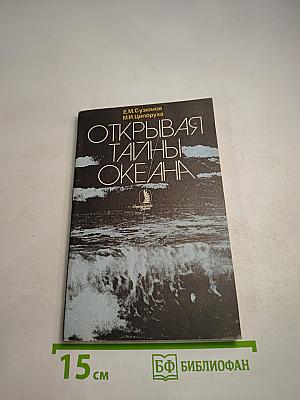 Е.М.Сузюмов
М.И.Ципоруха
ОТКРЫВАЯ
ТАЙНЫ
ОКЕАНА
15 см
БФ БИБЛИОФАН